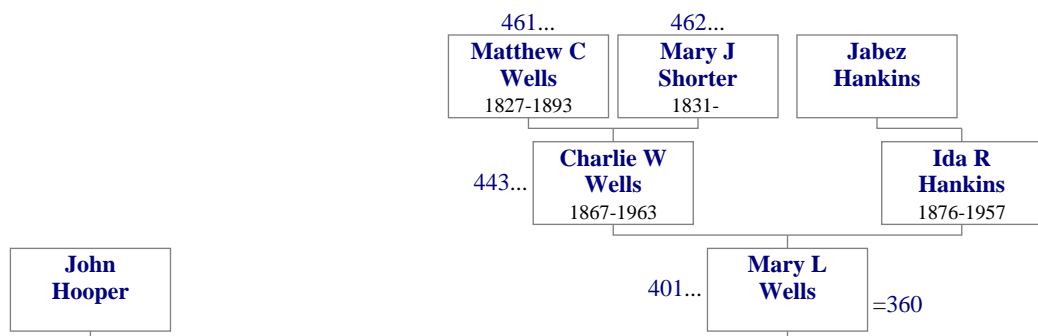 461...
462...
Matthew C
Wells
1827-1893
Mary J
Shorter
1831-
Jabez
Hankins
443...
Charlie W
Wells
1867-1963
Ida R
Hankins
1876-1957
John
Hooper
401...
Mary L
Wells
=360